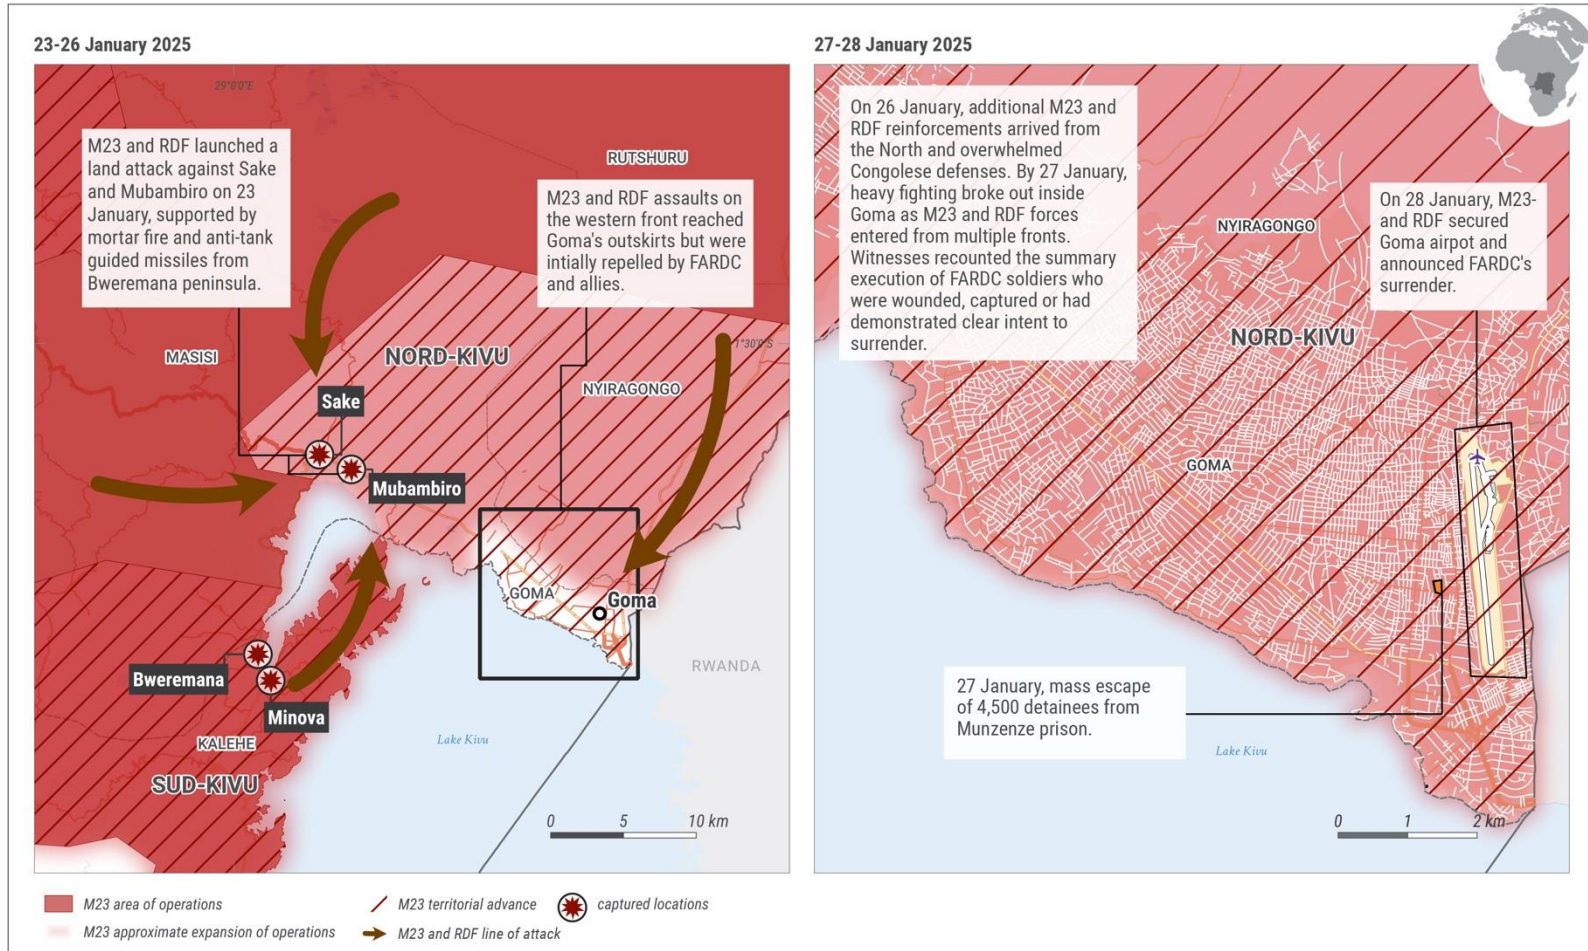 23-26 January 2025
29°0'0"E
M23 and RDF launched a
land attack against Sake
and Mubambiro on 23
January, supported by
mortar fire and anti-tank
guided missiles from
Bweremana peninsula.
RUTSHURU
M23 and RDF assaults on
the western front reached
Goma's outskirts but were
intially repelled by FARDC
and allies.
1°30'0"S
MASISI
NORD-KIVU
NYIRAGONGO
Sake
Mubambiro
GOMA
Goma
RWANDA
Bweremana
Minova
KALEHE
SUD-KIVU
Lake Kivu
0 5 10 km
27-28 January 2025
On 26 January, additional M23 and
RDF reinforcements arrived from
the North and overwhelmed
Congolese defenses. By 27 January,
heavy fighting broke out inside
Goma as M23 and RDF forces
entered from multiple fronts.
Witnesses recounted the summary
execution of FARDC soldiers who
were wounded, captured or had
demonstrated clear intent to
surrender.
On 28 January, M23-
and RDF secured
Goma airpot and
announced FARDC's
surrender.
NYIRAGONGO
NORD-KIVU
GOMA
27 January, mass escape
of 4,500 detainees from
Munzenze prison.
Lake Kivu
0 1 2 km
M23 area of operations
M23 approximate expansion of operations
M23 territorial advance
M23 and RDF line of attack
captured locations